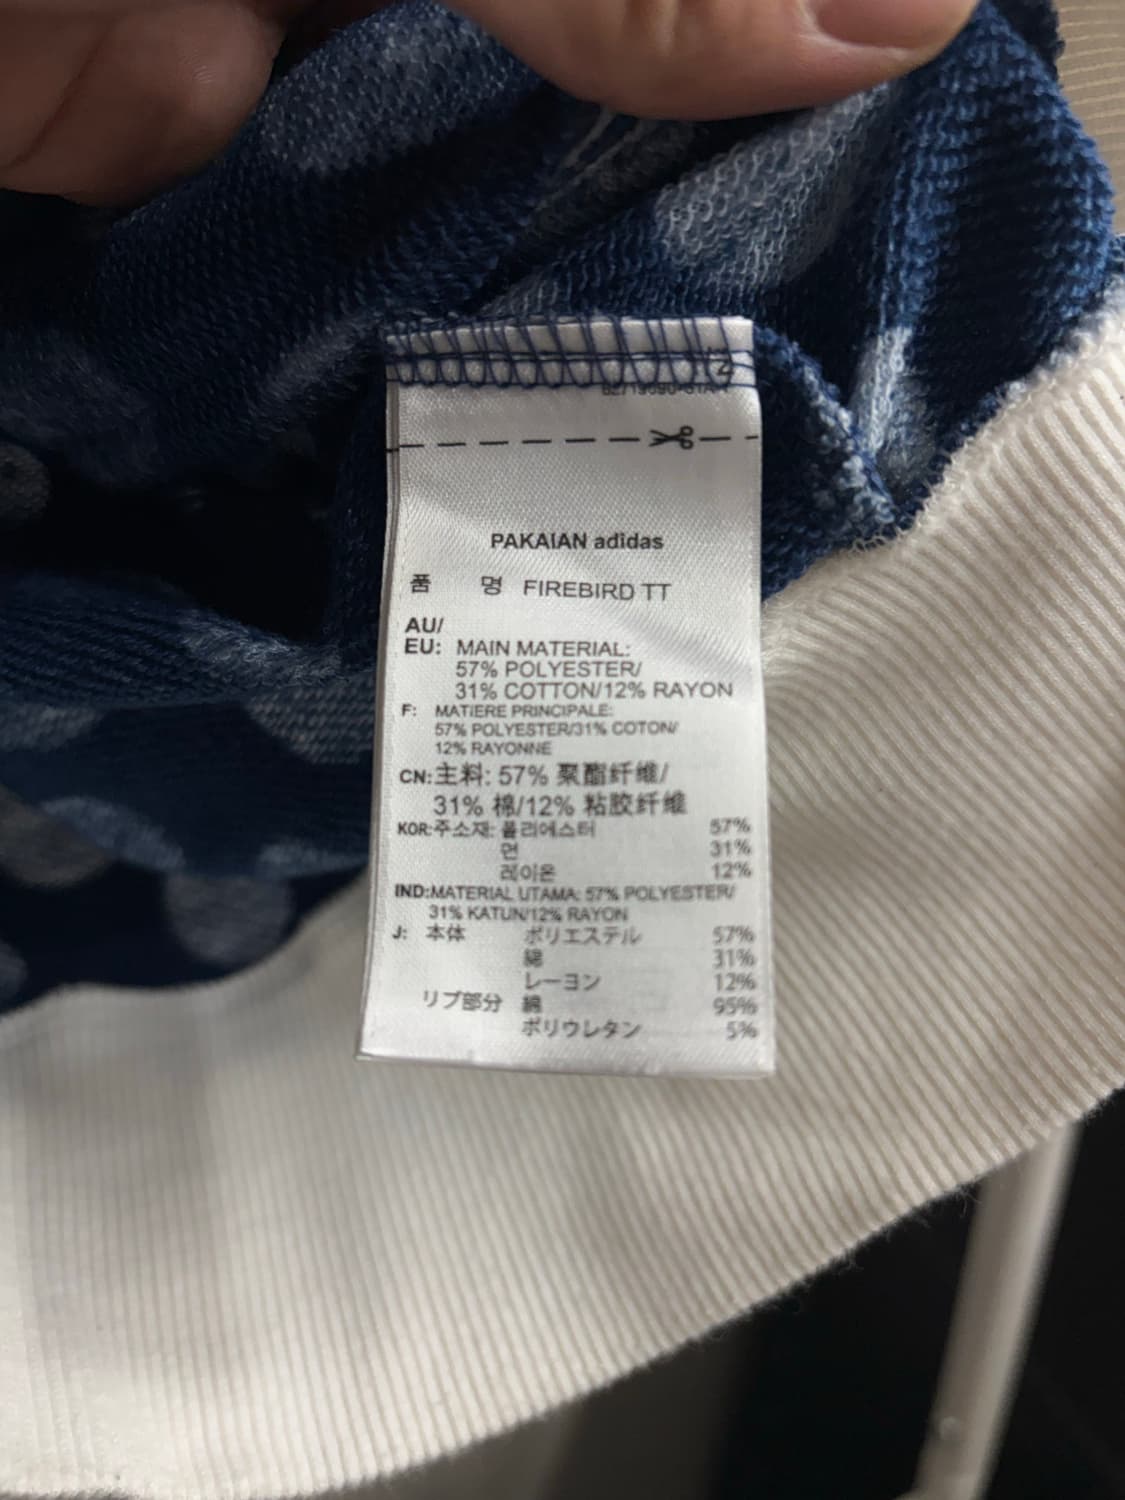 PAKAIAN adidas
품 명 FIREBIRD TT
AU/
EU: MAIN MATERIAL:
57% POLYESTER/
31% COTTON/12% RAYON
F: MATIERE PRINCIPALE:
57% POLYESTER/31% COTON/
12% RAYONNE
CN:主料: 57% 聚酯纤维/
31% 棉/12% 粘胶纤维
KOR:주소재: 폴리에스터 57%
면 31%
레이온 12%
IND:MATERIAL UTAMA: 57% POLYESTER/
31% KATUN/12% RAYON
J: 本体 ポリエステル 57%
綿 31%
レーヨン 12%
リブ部分 綿 95%
ポリウレタン 5%